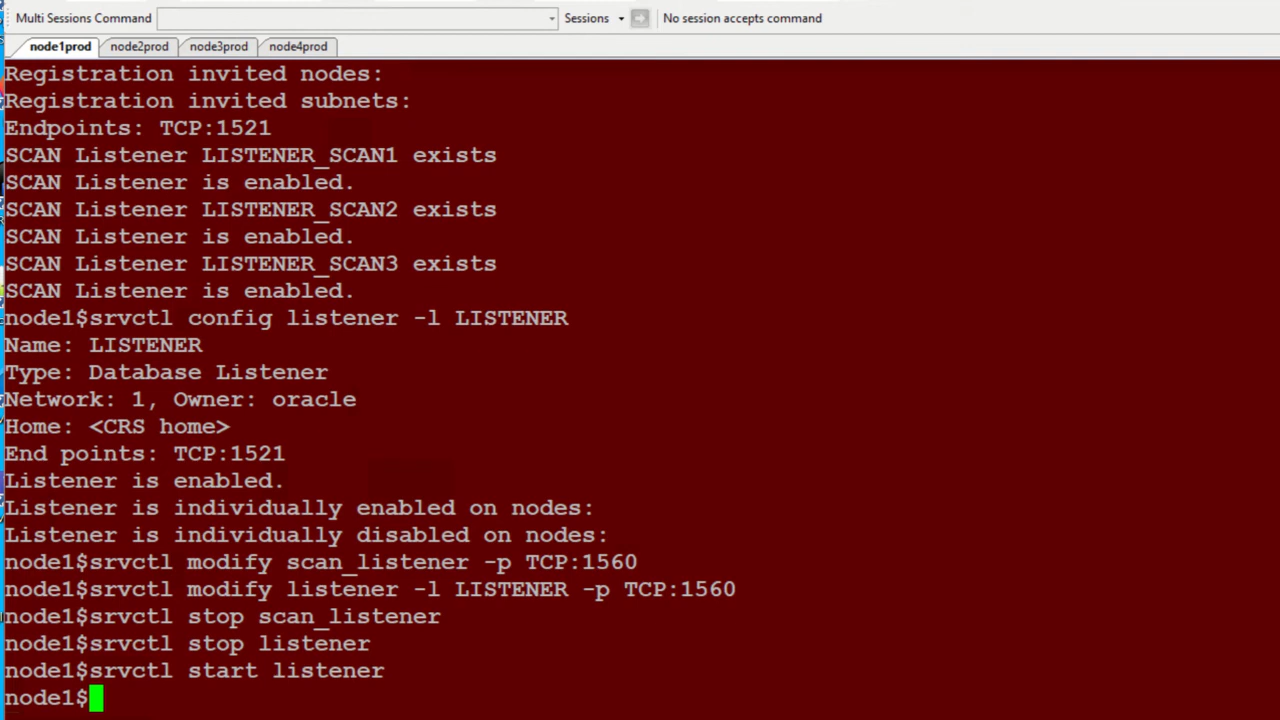 Multi Sessions Command
Sessions
No session accepts command
node1prod
node2prod
node3prod
node4prod
Registration invited nodes:
Registration invited subnets:
Endpoints: TCP:1521
SCAN Listener LISTENER_SCAN1 exists
SCAN Listener is enabled.
SCAN Listener LISTENER_SCAN2 exists
SCAN Listener is enabled.
SCAN Listener LISTENER_SCAN3 exists
SCAN Listener is enabled.
node1$srvctl config listener -l LISTENER
Name: LISTENER
Type: Database Listener
Network: 1, Owner: oracle
Home: <CRS home>
End points: TCP:1521
Listener is enabled.
Listener is individually enabled on nodes:
Listener is individually disabled on nodes:
node1$srvctl modify scan_listener -p TCP:1560
node1$srvctl modify listener -l LISTENER -p TCP:1560
node1$srvctl stop scan_listener
node1$srvctl stop listener
node1$srvctl start listener
node1$